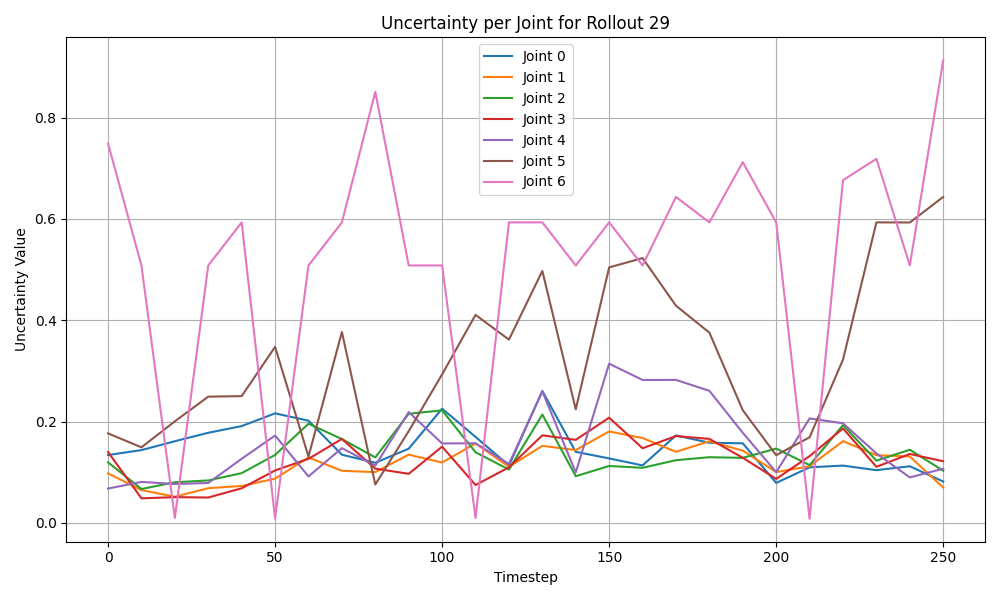 Uncertainty per Joint for Rollout 29
Joint 0
Joint 1
Joint 2
Joint 3
Joint 4
Joint 5
Joint 6
Uncertainty Value
0.8
0.6
0.4
0.2
0.0
0 50 100 150 200 250
Timestep